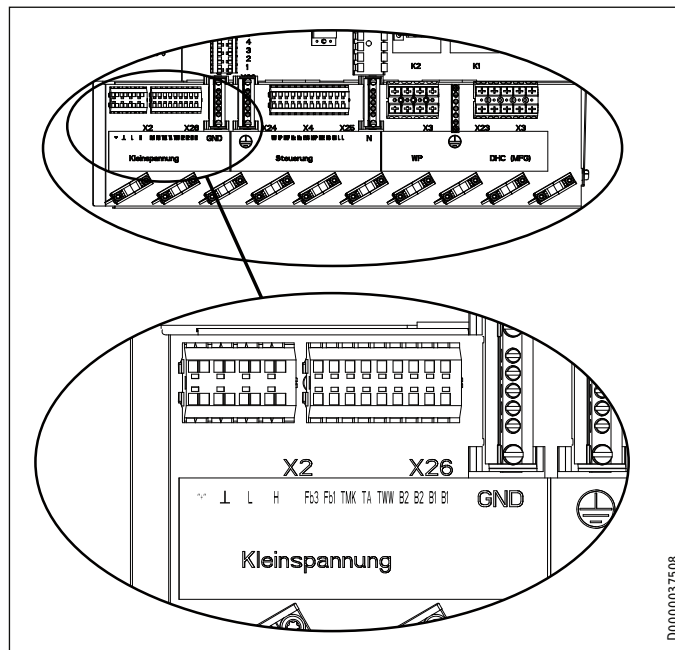 4
3
2
1
K2 K1
X2 X26 GND X24 X4 X25 N X3 X23 X3
Kleinspannung Steuerung WP DHC (MFG)
X2 X26
⊥ L H Fb3 Fb1 TMK TA TWW B2 B2 B1 B1 GND
Kleinspannung
D0000037508